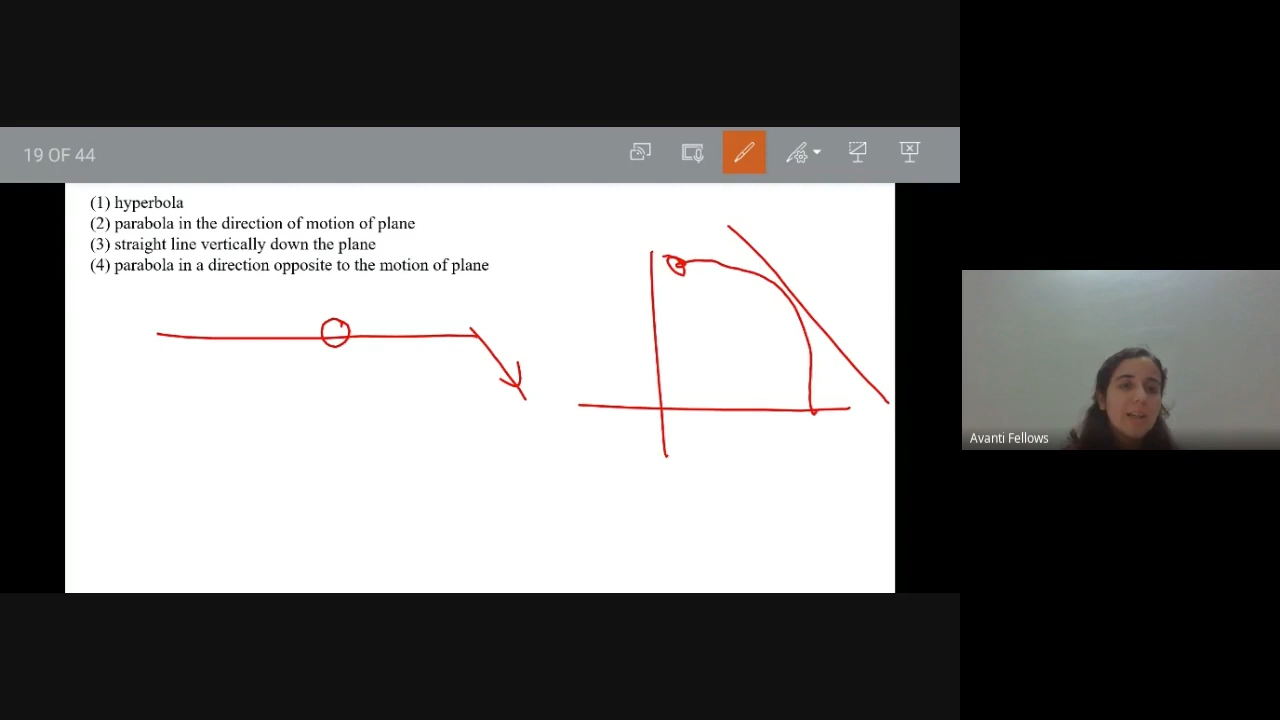 19 OF 44
(1) hyperbola
(2) parabola in the direction of motion of plane
(3) straight line vertically down the plane
(4) parabola in a direction opposite to the motion of plane
Avanti Fellows